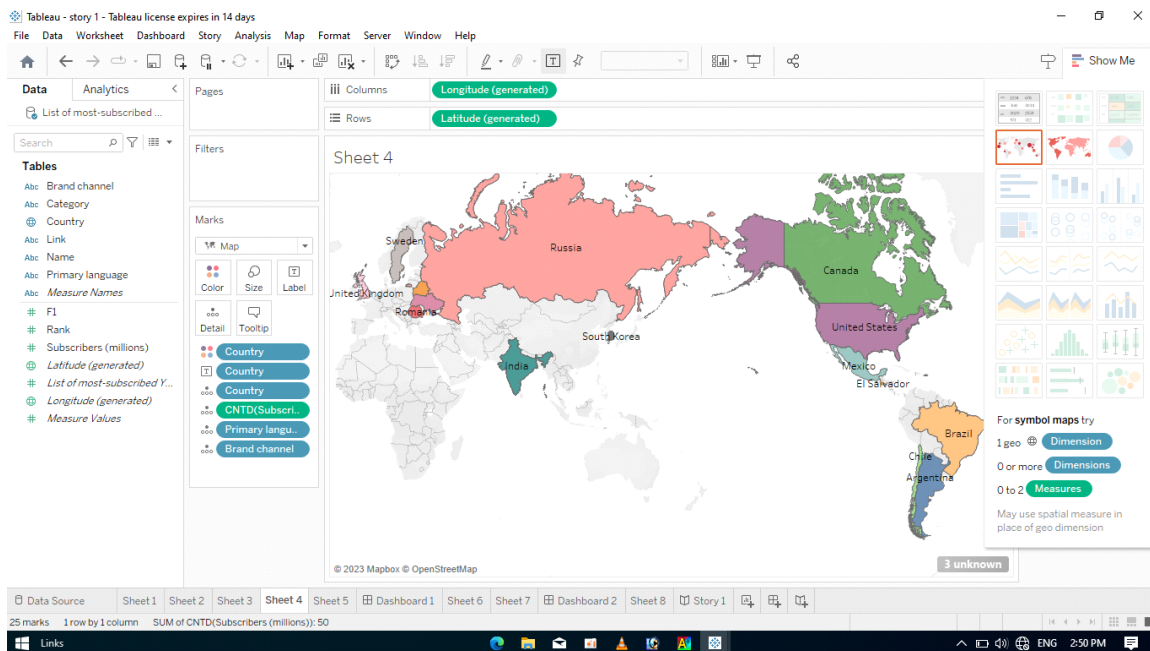 Tableau - story 1 - Tableau license expires in 14 days
File Data Worksheet Dashboard Story Analysis Map Format Server Window Help
Show Me
Data Analytics
List of most-subscribed ...
Search
Tables
Abc Brand channel
Abc Category
Country
Abc Link
Abc Name
Abc Primary language
Abc Measure Names
# F1
# Rank
# Subscribers (millions)
Latitude (generated)
# List of most-subscribed Y...
Longitude (generated)
# Measure Values
Pages
Filters
Marks
Map
Color Size Label
Detail Tooltip
Country
Country
Country
CNTD(Subscri..
Primary langu..
Brand channel
Columns Longitude (generated)
Rows Latitude (generated)
Sheet 4
Sweden
Russia
Canada
United Kingdom
Romania
United States
South Korea
India
Mexico
El Salvador
Brazil
Chile
Argentina
© 2023 Mapbox © OpenStreetMap
3 unknown
For symbol maps try
1 geo Dimension
0 or more Dimensions
0 to 2 Measures
May use spatial measure in
place of geo dimension
Data Source Sheet 1 Sheet 2 Sheet 3 Sheet 4 Sheet 5 Dashboard 1 Sheet 6 Sheet 7 Dashboard 2 Sheet 8 Story 1
25 marks 1 row by 1 column SUM of CNTD(Subscribers (millions)): 50
Links ENG 2:50 PM